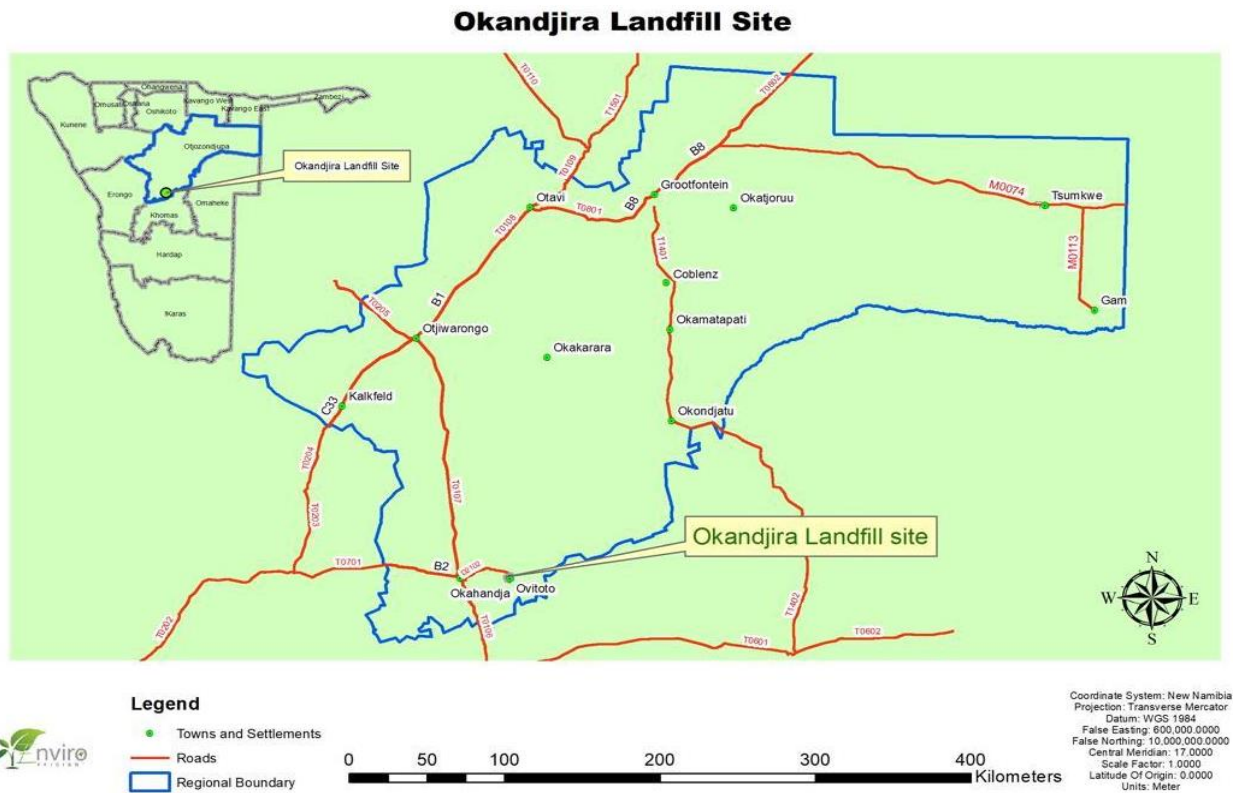 Okandjira Landfill Site
Ohangwena
Omusati
Oshana
Oshikoto
Kavango West
Kavango East
Zambezi
Kunene
Otjozondjupa
Okandjira Landfill Site
Erongo
Omaheke
Khomas
Hardap
!Karas
T0110
T1501
T0802
T0109
B8
Grootfontein
M0074
Tsumkwe
Otavi
T0801
B8
Okatjoruu
T0108
T1401
M0113
Coblenz
B1
Gam
T0205
Okamatapati
Otjiwarongo
Okakarara
Kalkfeld
C33
Okondjatu
T0204
T0107
T0203
Okandjira Landfill site
T0701
B2
D2102
Okahandja
Ovitoto
T0202
T0106
T1402
T0601
T0602
N
W
E
S
Legend
Towns and Settlements
Roads
Regional Boundary
Enviro
0 50 100 200 300 400
Kilometers
Coordinate System: New Namibia
Projection: Transverse Mercator
Datum: WGS 1984
False Easting: 600,000.0000
False Northing: 10,000,000.0000
Central Meridian: 17.0000
Scale Factor: 1.0000
Latitude Of Origin: 0.0000
Units: Meter